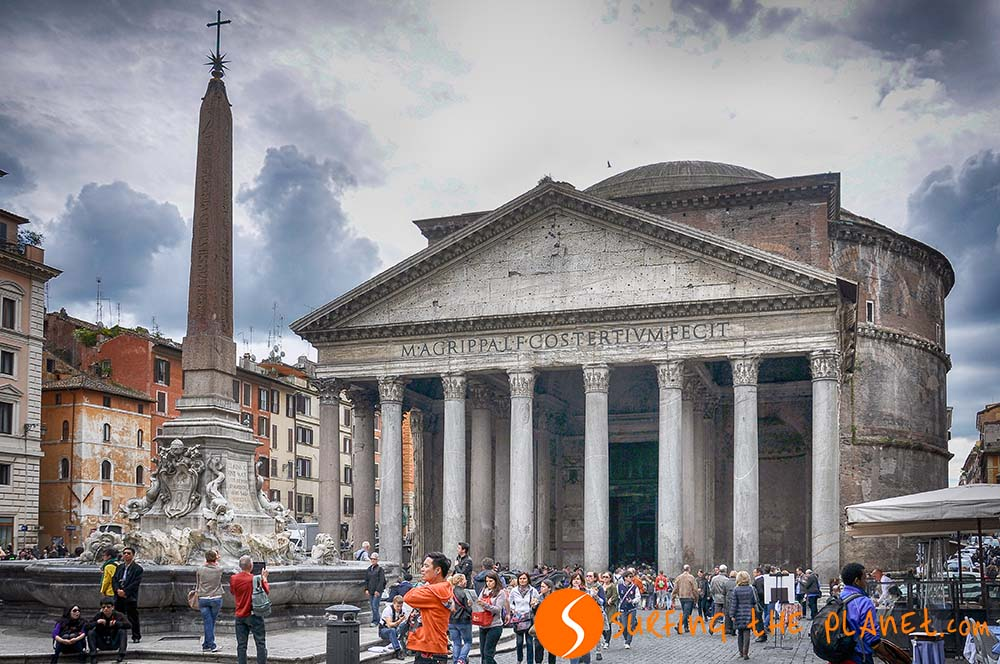 M·AGRIPPA·L·F·COS·TERTIVM·FECIT
Surfing the planet.com